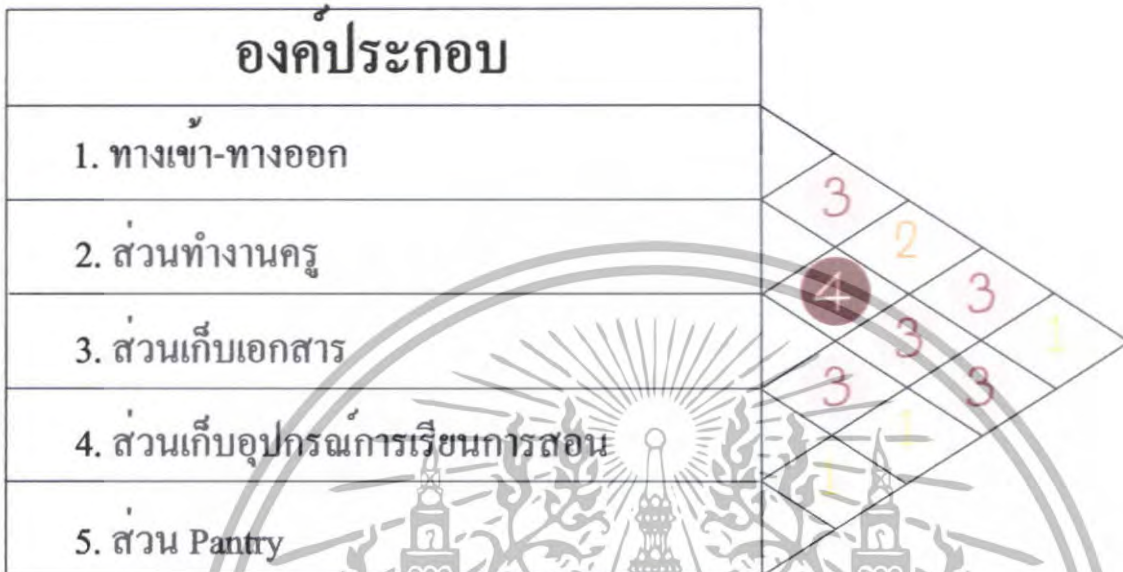 องค์ประกอบ
1. ทางเข้า-ทางออก
3
2
2. ส่วนทำงานครู
4
3
3
1
3. ส่วนเก็บเอกสาร
3
3
4. ส่วนเก็บอุปกรณ์การเรียนการสอน
1
1
5. ส่วน Pantry